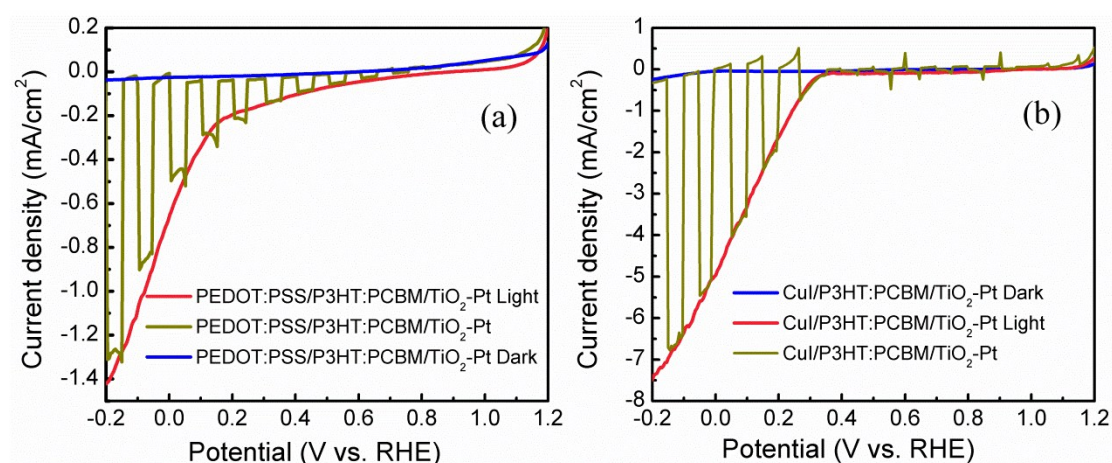 0.2
0.0
-0.2
-0.4
-0.6
-0.8
-1.0
-1.2
-1.4
Current density (mA/cm²)
(a)
PEDOT:PSS/P3HT:PCBM/TiO₂-Pt Light
PEDOT:PSS/P3HT:PCBM/TiO₂-Pt
PEDOT:PSS/P3HT:PCBM/TiO₂-Pt Dark
-0.2 0.0 0.2 0.4 0.6 0.8 1.0 1.2
Potential (V vs. RHE)
1
0
-1
-2
-3
-4
-5
-6
-7
-8
Current density (mA/cm²)
(b)
CuI/P3HT:PCBM/TiO₂-Pt Dark
CuI/P3HT:PCBM/TiO₂-Pt Light
CuI/P3HT:PCBM/TiO₂-Pt
-0.2 0.0 0.2 0.4 0.6 0.8 1.0 1.2
Potential (V vs. RHE)